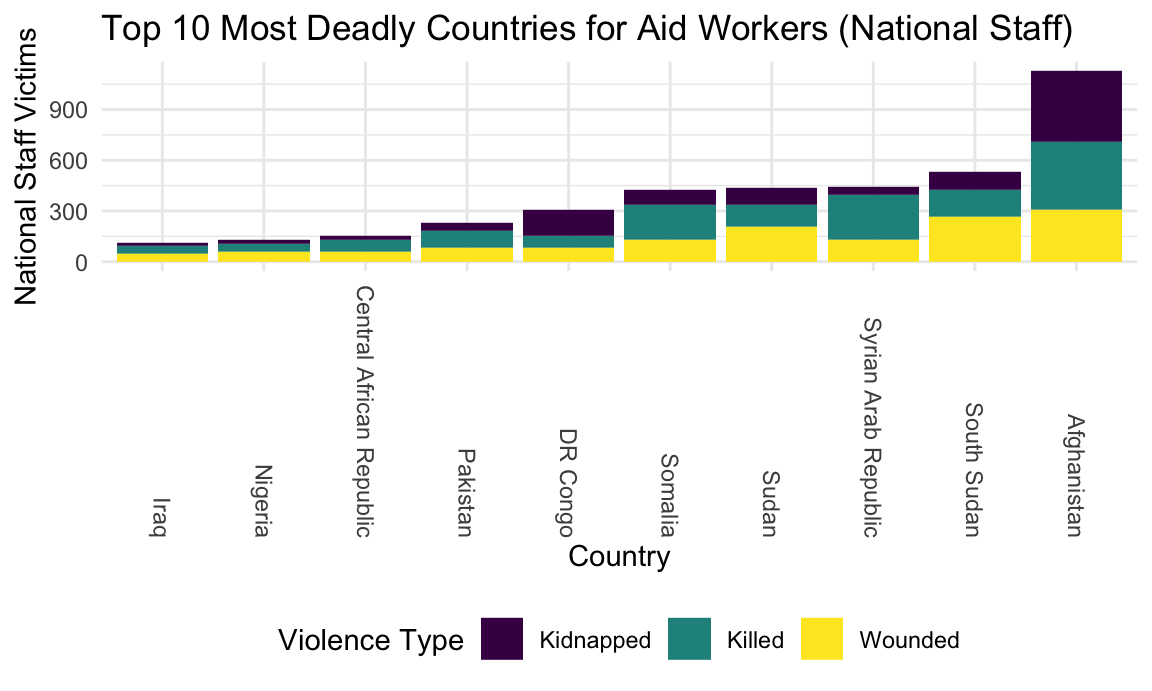 Top 10 Most Deadly Countries for Aid Workers (National Staff)
National Staff Victims
900
600
300
0
Iraq
Nigeria
Central African Republic
Pakistan
DR Congo
Somalia
Sudan
Syrian Arab Republic
South Sudan
Afghanistan
Country
Violence Type
Kidnapped
Killed
Wounded